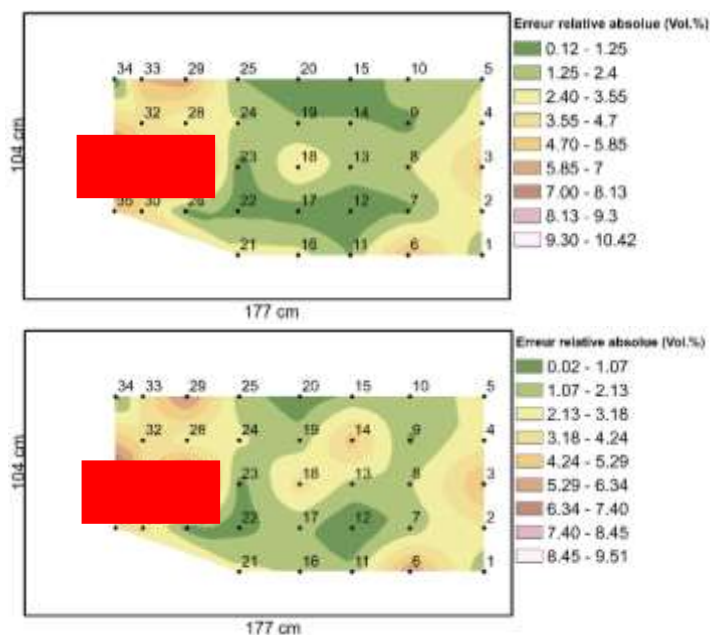 Erreur relative absolue (Vol.%)
0.12 - 1.25
1.25 - 2.4
2.40 - 3.55
3.55 - 4.7
4.70 - 5.85
5.85 - 7
7.00 - 8.13
8.13 - 9.3
9.30 - 10.42
34 33 29 25 20 15 10 5
32 28 24 19 14 9 4
23 18 13 8 3
22 17 12 7 2
21 16 11 6 1
104 cm
177 cm
Erreur relative absolue (Vol.%)
0.02 - 1.07
1.07 - 2.13
2.13 - 3.18
3.18 - 4.24
4.24 - 5.29
5.29 - 6.34
6.34 - 7.40
7.40 - 8.45
8.45 - 9.51
34 33 29 25 20 15 10 5
32 28 24 19 14 9 4
23 18 13 8 3
22 17 12 7 2
21 16 11 6 1
104 cm
177 cm